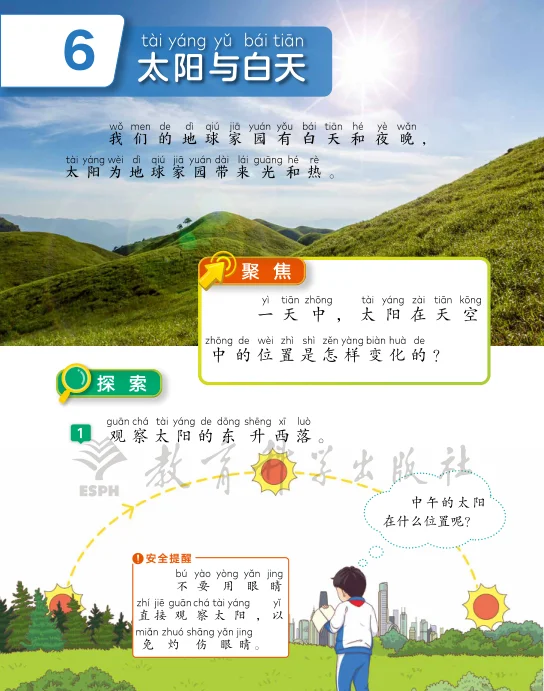 6
tài yáng yǔ bái tiān
太阳与白天
wǒ men de dì qiú jiā yuán yǒu bái tiān hé yè wǎn
我们的地球家园有白天和夜晚，
tài yáng wèi dì qiú jiā yuán dài lái guāng hé rè
太阳为地球家园带来光和热。
聚焦
yì tiān zhōng tài yáng zài tiān kōng
一天中，太阳在天空
zhōng de wèi zhì shì zěn yàng biàn huà de
中的位置是怎样变化的？
探索
1
guān chá tài yáng de dōng shēng xī luò
观察太阳的东升西落。
ESPH
教育科学出版社
中午的太阳
在什么位置呢？
安全提醒
bú yào yòng yǎn jing
不要用眼睛
zhí jiē guān chá tài yáng yǐ
直接观察太阳，以
miǎn zhuó shāng yǎn jing
免灼伤眼睛。